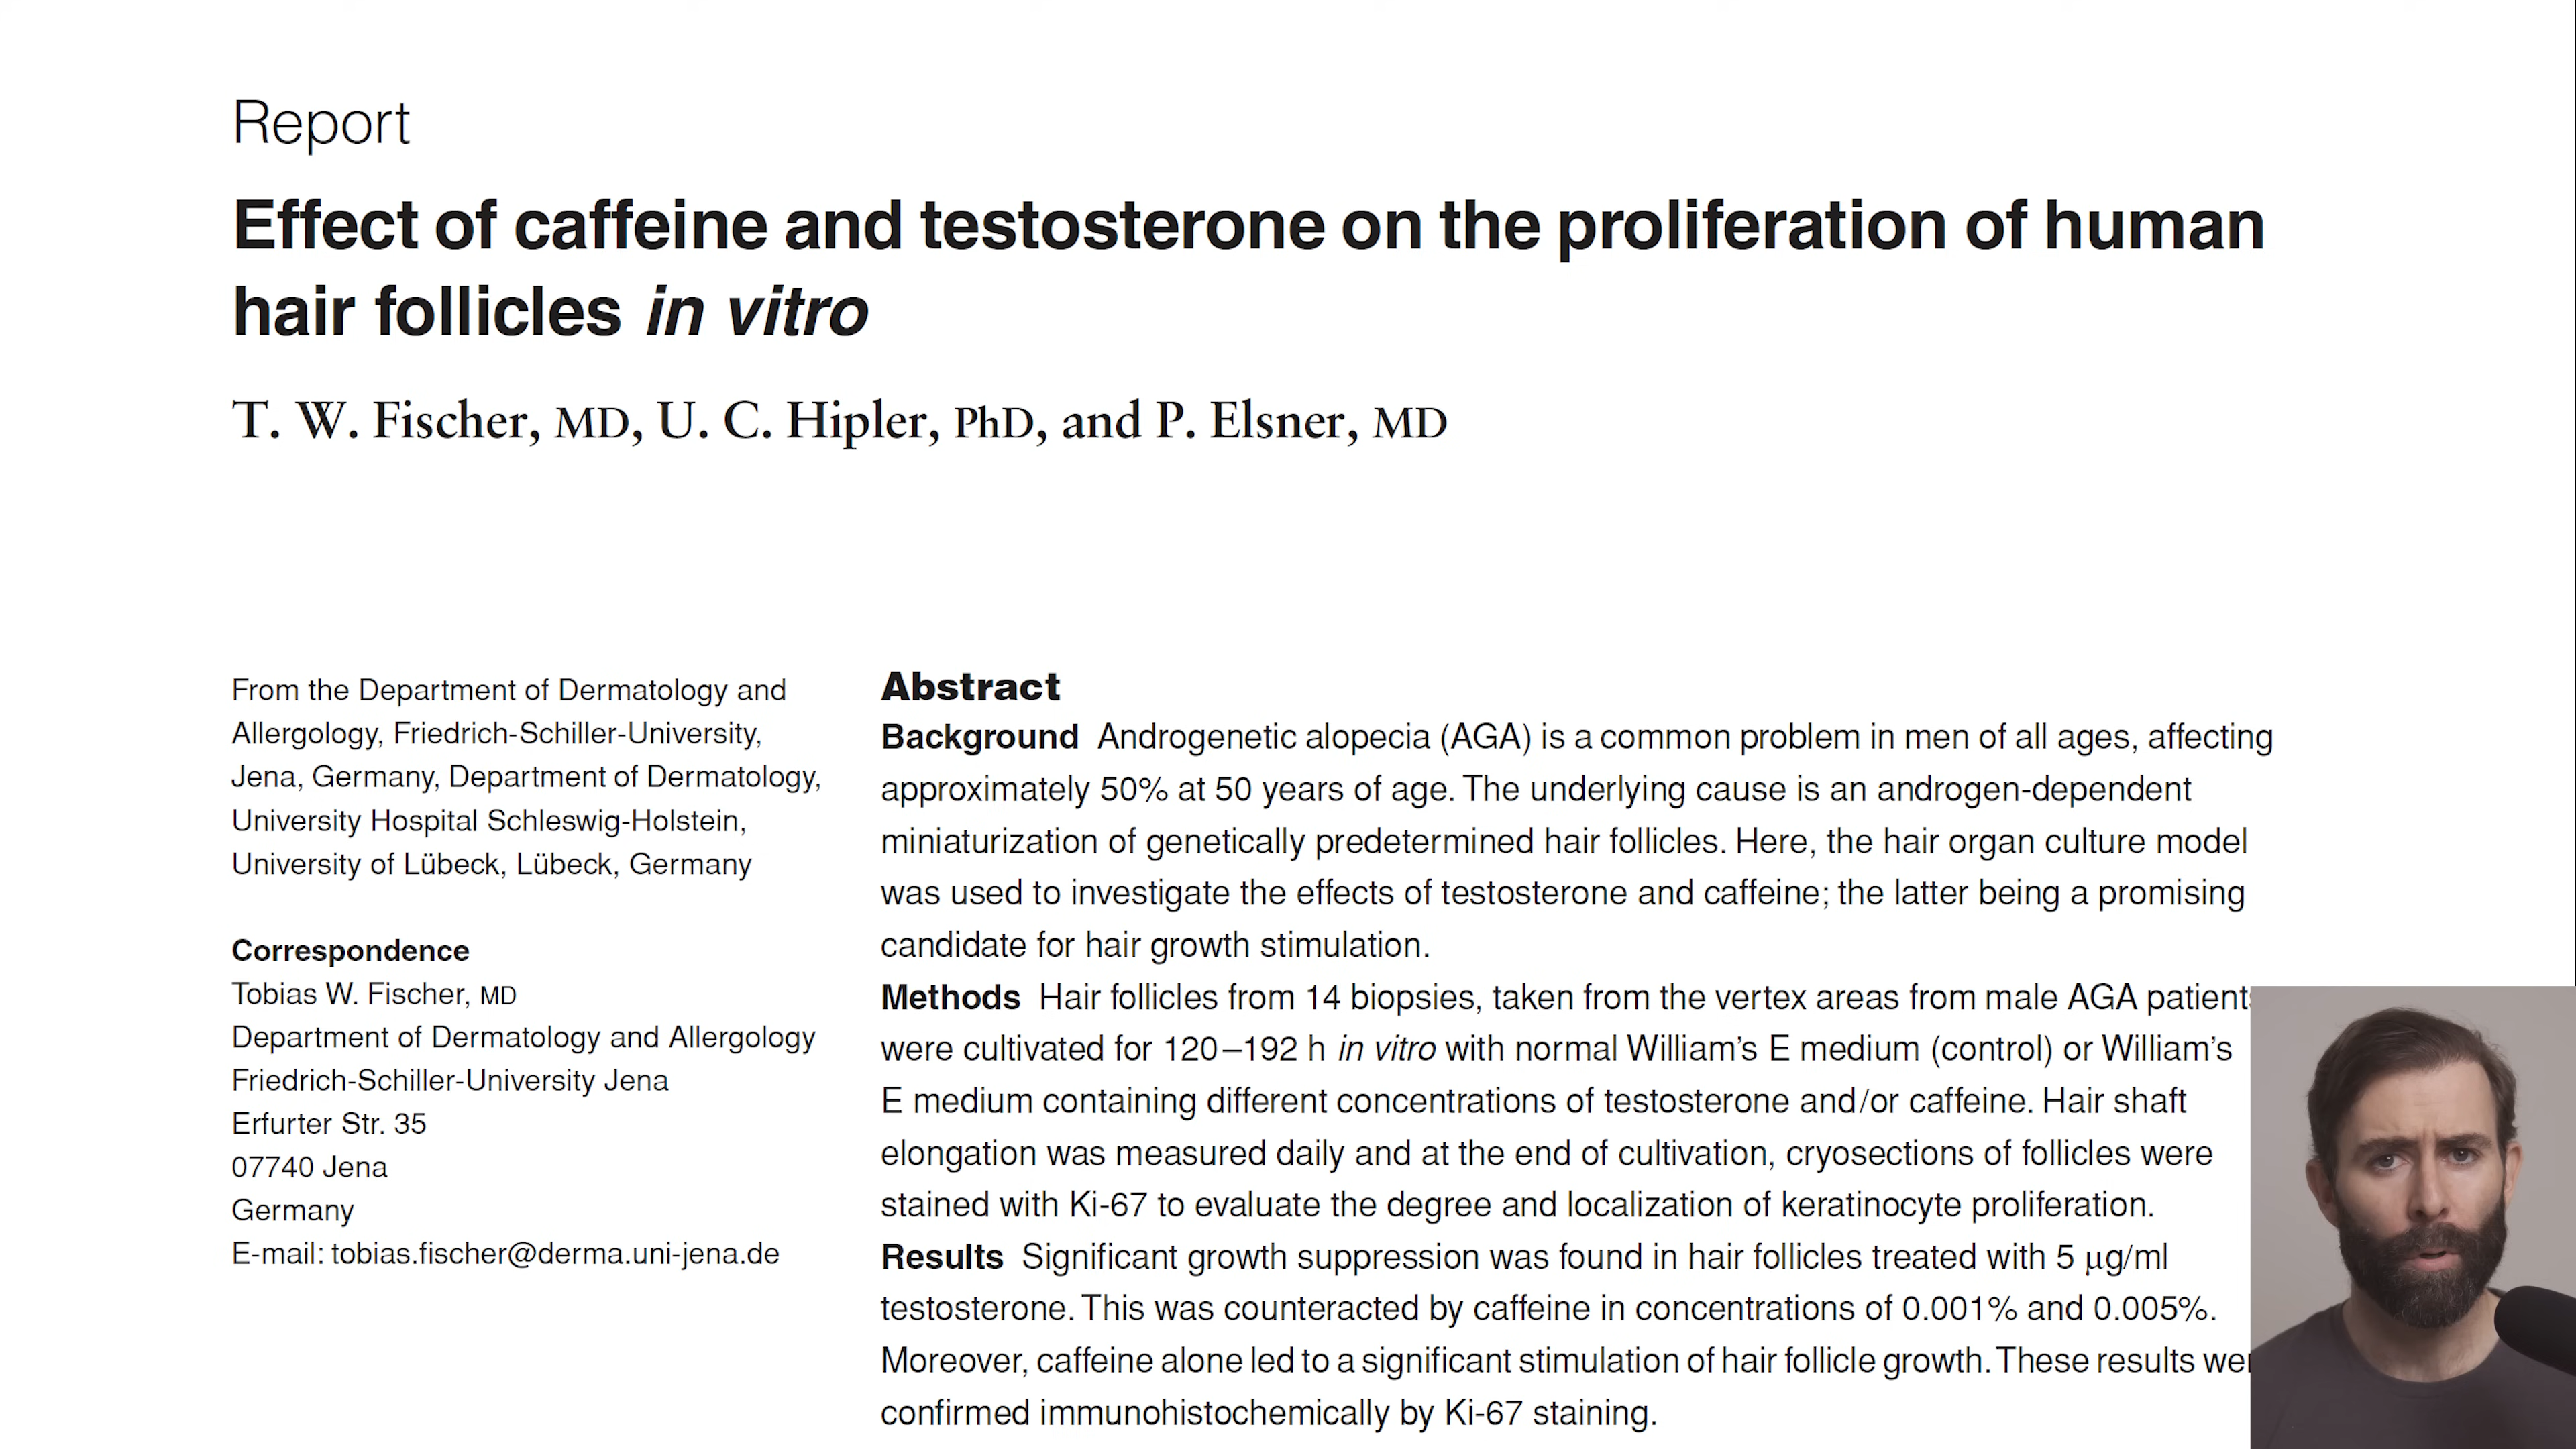 Report
Effect of caffeine and testosterone on the proliferation of human
hair follicles in vitro
T. W. Fischer, MD, U. C. Hipler, PhD, and P. Elsner, MD
From the Department of Dermatology and
Allergology, Friedrich-Schiller-University,
Jena, Germany, Department of Dermatology,
University Hospital Schleswig-Holstein,
University of Lübeck, Lübeck, Germany
Correspondence
Tobias W. Fischer, MD
Department of Dermatology and Allergology
Friedrich-Schiller-University Jena
Erfurter Str. 35
07740 Jena
Germany
E-mail: tobias.fischer@derma.uni-jena.de
Abstract
Background Androgenetic alopecia (AGA) is a common problem in men of all ages, affecting
approximately 50% at 50 years of age. The underlying cause is an androgen-dependent
miniaturization of genetically predetermined hair follicles. Here, the hair organ culture model
was used to investigate the effects of testosterone and caffeine; the latter being a promising
candidate for hair growth stimulation.
Methods Hair follicles from 14 biopsies, taken from the vertex areas from male AGA patients
were cultivated for 120–192 h in vitro with normal William's E medium (control) or William's
E medium containing different concentrations of testosterone and/or caffeine. Hair shaft
elongation was measured daily and at the end of cultivation, cryosections of follicles were
stained with Ki-67 to evaluate the degree and localization of keratinocyte proliferation.
Results Significant growth suppression was found in hair follicles treated with 5 μg/ml
testosterone. This was counteracted by caffeine in concentrations of 0.001% and 0.005%.
Moreover, caffeine alone led to a significant stimulation of hair follicle growth. These results
confirmed immunohistochemically by Ki-67 staining.